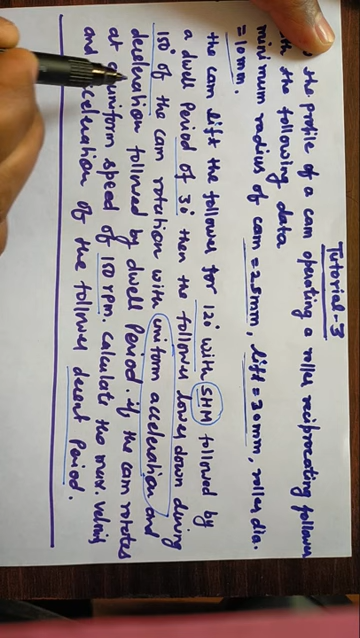 Tutorial-3
the profile of a cam operating a roller reciprocating follower
the following data
minimum radius of cam = 25mm, lift = 30mm, roller dia.
= 10mm.
the cam lift the follower for 120° with SHM followed by
a dwell Period of 30° then the follower lowers down during
150° of the cam rotation with uniform acceleration and
deceleration followed by dwell Period if the cam rotates
at uniform speed of 150 rpm. calculate the max. velocity
and acceleration of the follower decent period.